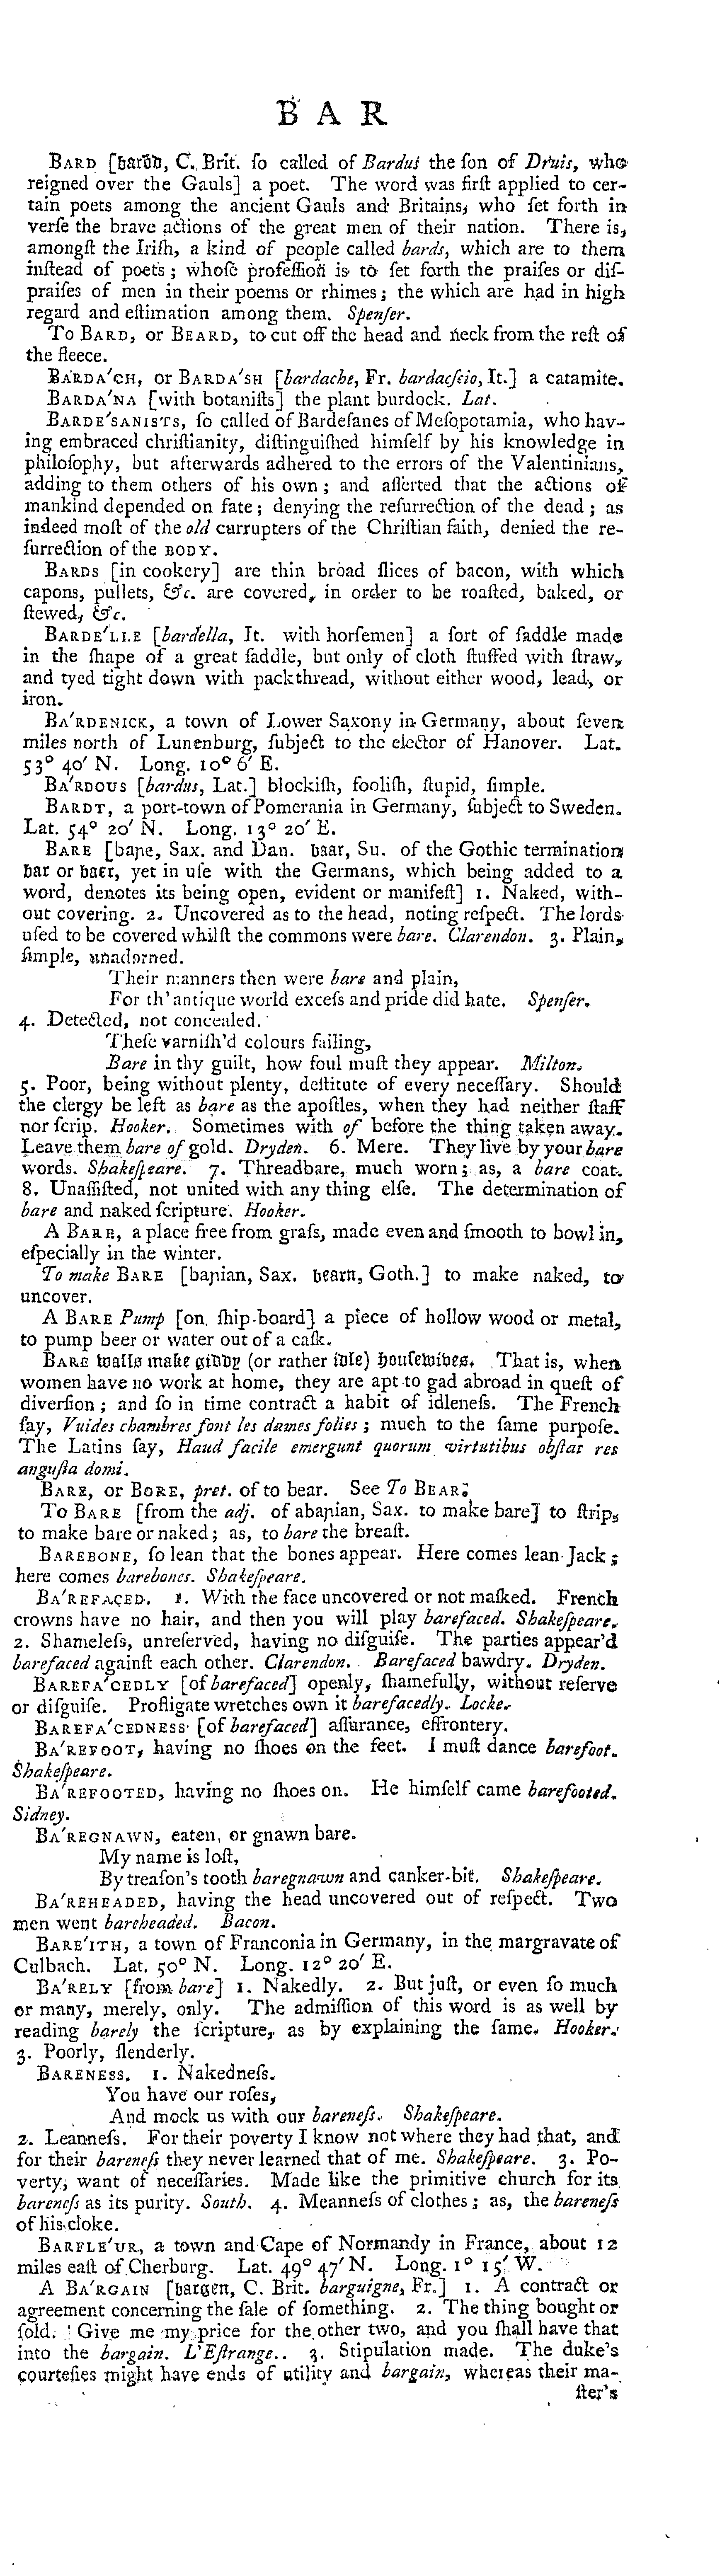 B A R
BARD [bardd, C. Brit. ſo called of Bardus the ſon of Druis, who
reigned over the Gauls] a poet. The word was firſt applied to cer-
tain poets among the ancient Gauls and Britains, who ſet forth in
verſe the brave actions of the great men of their nation. There is,
amongſt the Iriſh, a kind of people called bards, which are to them
inſtead of poets; whoſe profeſſion is to ſet forth the praiſes or diſ-
praiſes of men in their poems or rhimes; the which are had in high
regard and eſtimation among them. Spenſer.
To BARD, or BEARD, to cut off the head and neck from the reſt of
the fleece.
BARDA'CH, or BARDA'SH [bardache, Fr. bardacſcio, It.] a catamite.
BARDA'NA [with botaniſts] the plant burdock. Lat.
BARDE'SANISTS, ſo called of Bardeſanes of Meſopotamia, who hav-
ing embraced chriſtianity, diſtinguiſhed himſelf by his knowledge in
philoſophy, but afterwards adhered to the errors of the Valentinians,
adding to them others of his own; and aſſerted that the actions of
mankind depended on fate; denying the reſurrection of the dead; as
indeed moſt of the old currupters of the Chriſtian faith, denied the re-
ſurrection of the BODY.
BARDS [in cookery] are thin broad ſlices of bacon, with which
capons, pullets, &c. are covered, in order to be roaſted, baked, or
ſtewed, &c.
BARDE'LLE [bardella, It. with horſemen] a ſort of ſaddle made
in the ſhape of a great ſaddle, but only of cloth ſtuffed with ſtraw,
and tyed tight down with packthread, without either wood, lead, or
iron.
BA'RDENICK, a town of Lower Saxony in Germany, about ſeven
miles north of Lunenburg, ſubject to the elector of Hanover. Lat.
53° 40′ N. Long. 10° 6′ E.
BA'RDOUS [bardus, Lat.] blockiſh, fooliſh, ſtupid, ſimple.
BARDT, a port-town of Pomerania in Germany, ſubject to Sweden.
Lat. 54° 20′ N. Long. 13° 20′ E.
BARE [baꞃe, Sax. and Dan. baar, Su. of the Gothic termination
bar or baer, yet in uſe with the Germans, which being added to a
word, denotes its being open, evident or manifeſt] 1. Naked, with-
out covering. 2. Uncovered as to the head, noting reſpect. The lords
uſed to be covered whilſt the commons were bare. Clarendon. 3. Plain,
ſimple, unadorned.
Their manners then were bare and plain,
For th' antique world exceſs and pride did hate. Spenſer.
4. Detected, not concealed.
Theſe varniſh'd colours failing,
Bare in thy guilt, how foul muſt they appear. Milton.
5. Poor, being without plenty, deſtitute of every neceſſary. Should
the clergy be left as bare as the apoſtles, when they had neither ſtaff
nor ſcrip. Hooker. Sometimes with of before the thing taken away.
Leave them bare of gold. Dryden. 6. Mere. They live by your bare
words. Shakeſpeare. 7. Threadbare, much worn; as, a bare coat.
8. Unaſſiſted, not united with any thing elſe. The determination of
bare and naked ſcripture. Hooker.
A BARE, a place free from graſs, made even and ſmooth to bowl in,
eſpecially in the winter.
To make BARE [baꞃian, Sax. bearn, Goth.] to make naked, to
uncover.
A BARE Pump [on ſhip-board] a piece of hollow wood or metal,
to pump beer or water out of a caſk.
BARE walls make giddy (or rather idle) houſewives. That is, when
women have no work at home, they are apt to gad abroad in queſt of
diverſion; and ſo in time contract a habit of idleneſs. The French
ſay, Vuides chambres font les dames folies; much to the ſame purpoſe.
The Latins ſay, Haud facile emergunt quorum virtutibus obſtat res
anguſta domi.
BARE, or BORE, pret. of to bear. See To BEAR.
To BARE [from the adj. of abaꞃian, Sax. to make bare] to ſtrip,
to make bare or naked; as, to bare the breaſt.
BAREBONE, ſo lean that the bones appear. Here comes lean Jack;
here comes barebones. Shakeſpeare.
BA'REFACED. 1. With the face uncovered or not maſked. French
crowns have no hair, and then you will play barefaced. Shakeſpeare.
2. Shameleſs, unreſerved, having no diſguiſe. The parties appear'd
barefaced againſt each other. Clarendon. Barefaced bawdry. Dryden.
BAREFA'CEDLY [of barefaced] openly, ſhamefully, without reſerve
or diſguiſe. Profligate wretches own it barefacedly. Locke.
BAREFA'CEDNESS [of barefaced] aſſurance, effrontery.
BA'REFOOT, having no ſhoes on the feet. I muſt dance barefoot.
Shakeſpeare.
BA'REFOOTED, having no ſhoes on. He himſelf came barefooted.
Sidney.
BA'REGNAWN, eaten, or gnawn bare.
My name is loſt,
By treaſon's tooth baregnawn and canker-bit. Shakeſpeare.
BA'REHEADED, having the head uncovered out of reſpect. Two
men went bareheaded. Bacon.
BARE'ITH, a town of Franconia in Germany, in the margravate of
Culbach. Lat. 50° N. Long. 12° 20′ E.
BA'RELY [from bare] 1. Nakedly. 2. But juſt, or even ſo much
or many, merely, only. The admiſſion of this word is as well by
reading barely the ſcripture, as by explaining the ſame. Hooker.
3. Poorly, ſlenderly.
BARENESS. 1. Nakedneſs.
You have our roſes,
And mock us with our bareneſs. Shakeſpeare.
2. Leanneſs. For their poverty I know not where they had that, and
for their bareneſs they never learned that of me. Shakeſpeare. 3. Po-
verty, want of neceſſaries. Made like the primitive church for its
bareneſs as its purity. South. 4. Meanneſs of clothes; as, the bareneſs
of his cloke.
BARFLE'UR, a town and Cape of Normandy in France, about 12
miles eaſt of Cherburg. Lat. 49° 47′ N. Long. 1° 15′ W.
A BA'RGAIN [bargen, C. Brit. barguigne, Fr.] 1. A contract or
agreement concerning the ſale of ſomething. 2. The thing bought or
ſold. Give me my price for the other two, and you ſhall have that
into the bargain. L'Eſtrange. 3. Stipulation made. The duke's
courteſies might have ends of utility and bargain, whereas their ma-
ſter's